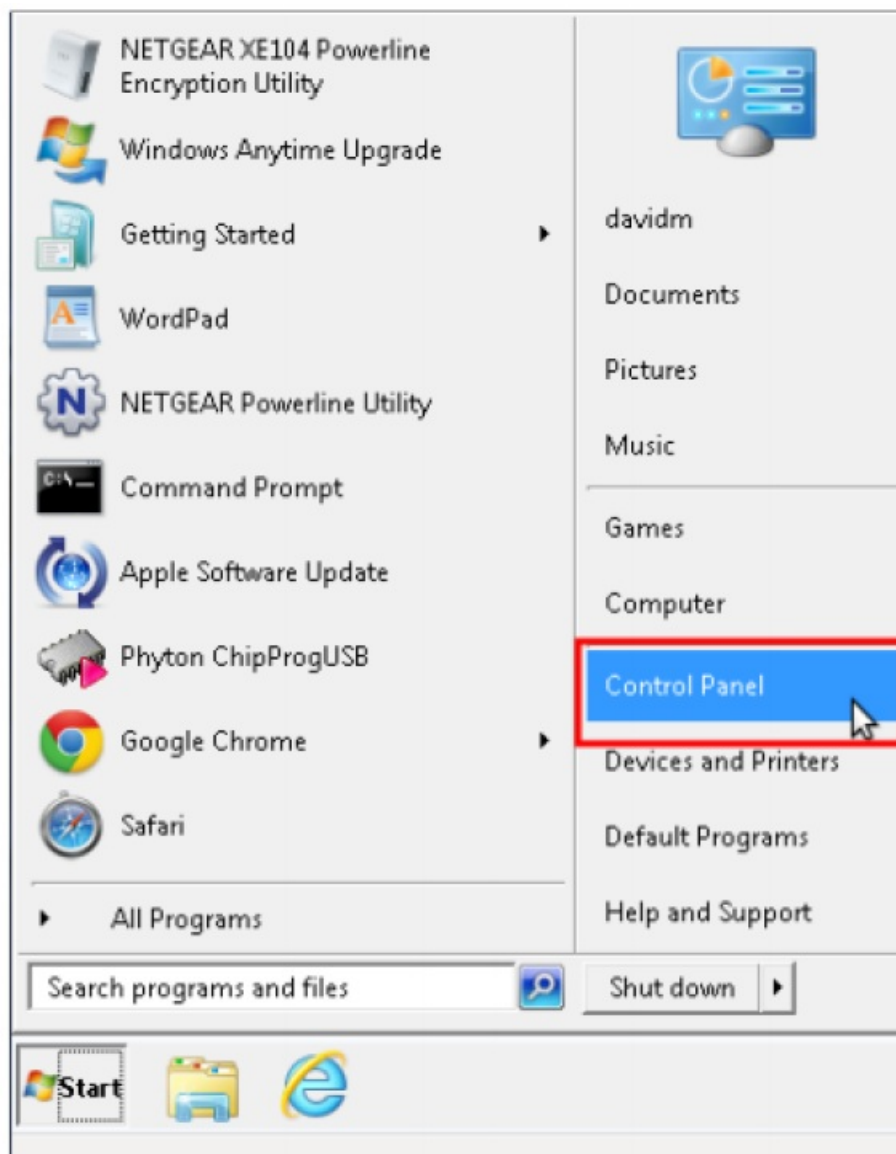 NETGEAR XE104 Powerline
Encryption Utility
Windows Anytime Upgrade
Getting Started
WordPad
NETGEAR Powerline Utility
C:\_
Command Prompt
Apple Software Update
Phyton ChipProgUSB
Google Chrome
Safari
All Programs
Search programs and files
davidm
Documents
Pictures
Music
Games
Computer
Control Panel
Devices and Printers
Default Programs
Help and Support
Shut down
Start